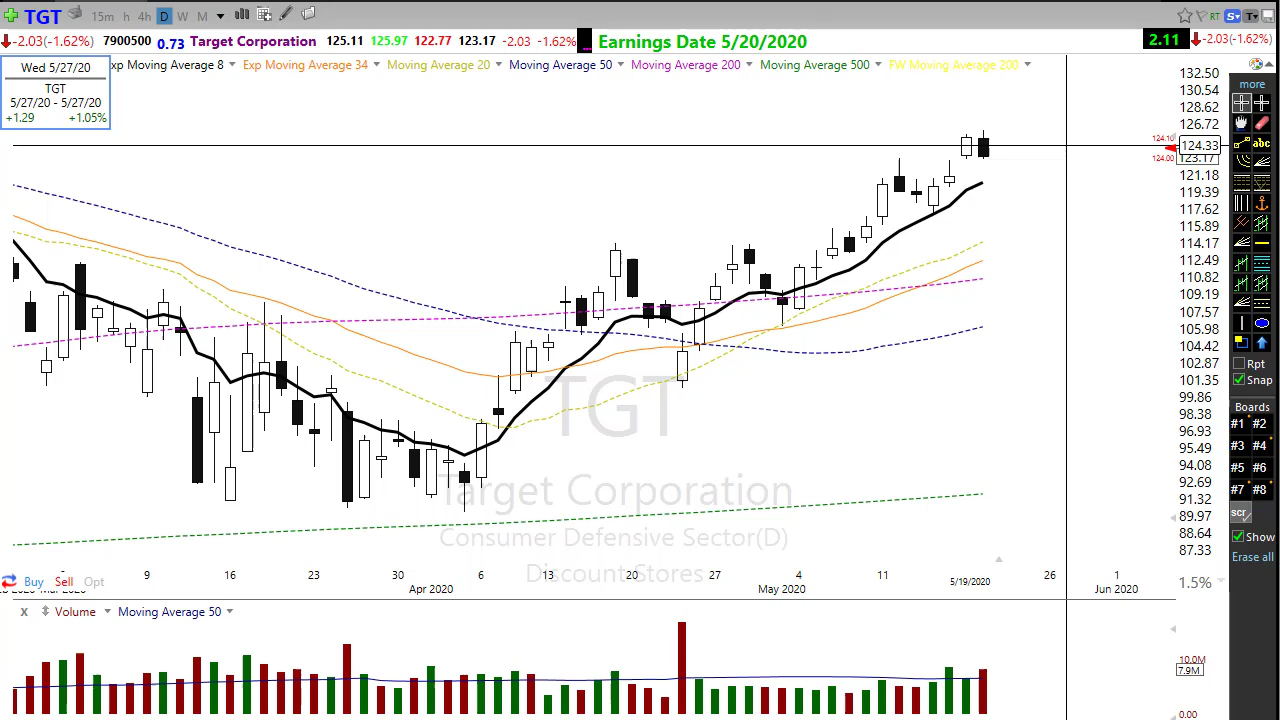 TGT 15m h 4h D W M RT S T
-2.03(-1.62%) 7900500 0.73 Target Corporation 125.11 125.97 122.77 123.17 -2.03 -1.62% Earnings Date 5/20/2020 2.11 -2.03(-1.62%)
Wed 5/27/20
TGT
5/27/20 - 5/27/20
+1.29 +1.05%
xp Moving Average 8 Exp Moving Average 34 Moving Average 20 Moving Average 50 Moving Average 200 Moving Average 500 FW Moving Average 200
132.50
130.54
128.62
126.72
124.10
124.33
124.00
123.17
121.18
119.39
117.62
115.89
114.17
112.49
110.82
109.19
107.57
105.98
104.42
102.87
101.35
99.86
98.38
96.93
95.49
94.08
92.69
91.32
89.97
88.64
87.33
1.5%
more
abc
Rpt
Snap
Boards
#1 #2
#3 #4
#5 #6
#7 #8
scr
Show
Erase all
TGT
Target Corporation
Consumer Defensive Sector(D)
Discount Stores
9 16 23 30 6 13 20 27 4 11 5/19/2020 26 1
Buy Sell Opt
Apr 2020 May 2020 Jun 2020
x Volume Moving Average 50
10.0M
7.9M
0.00